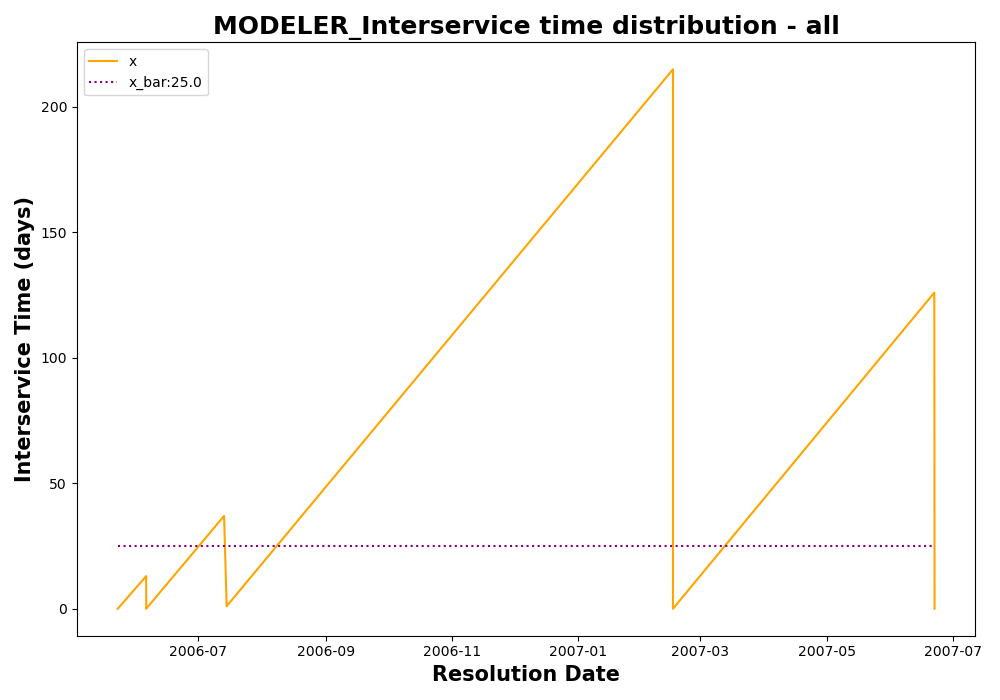 MODELER_Interservice time distribution - all
x
x_bar:25.0
Interservice Time (days)
200
150
100
50
0
2006-07 2006-09 2006-11 2007-01 2007-03 2007-05 2007-07
Resolution Date